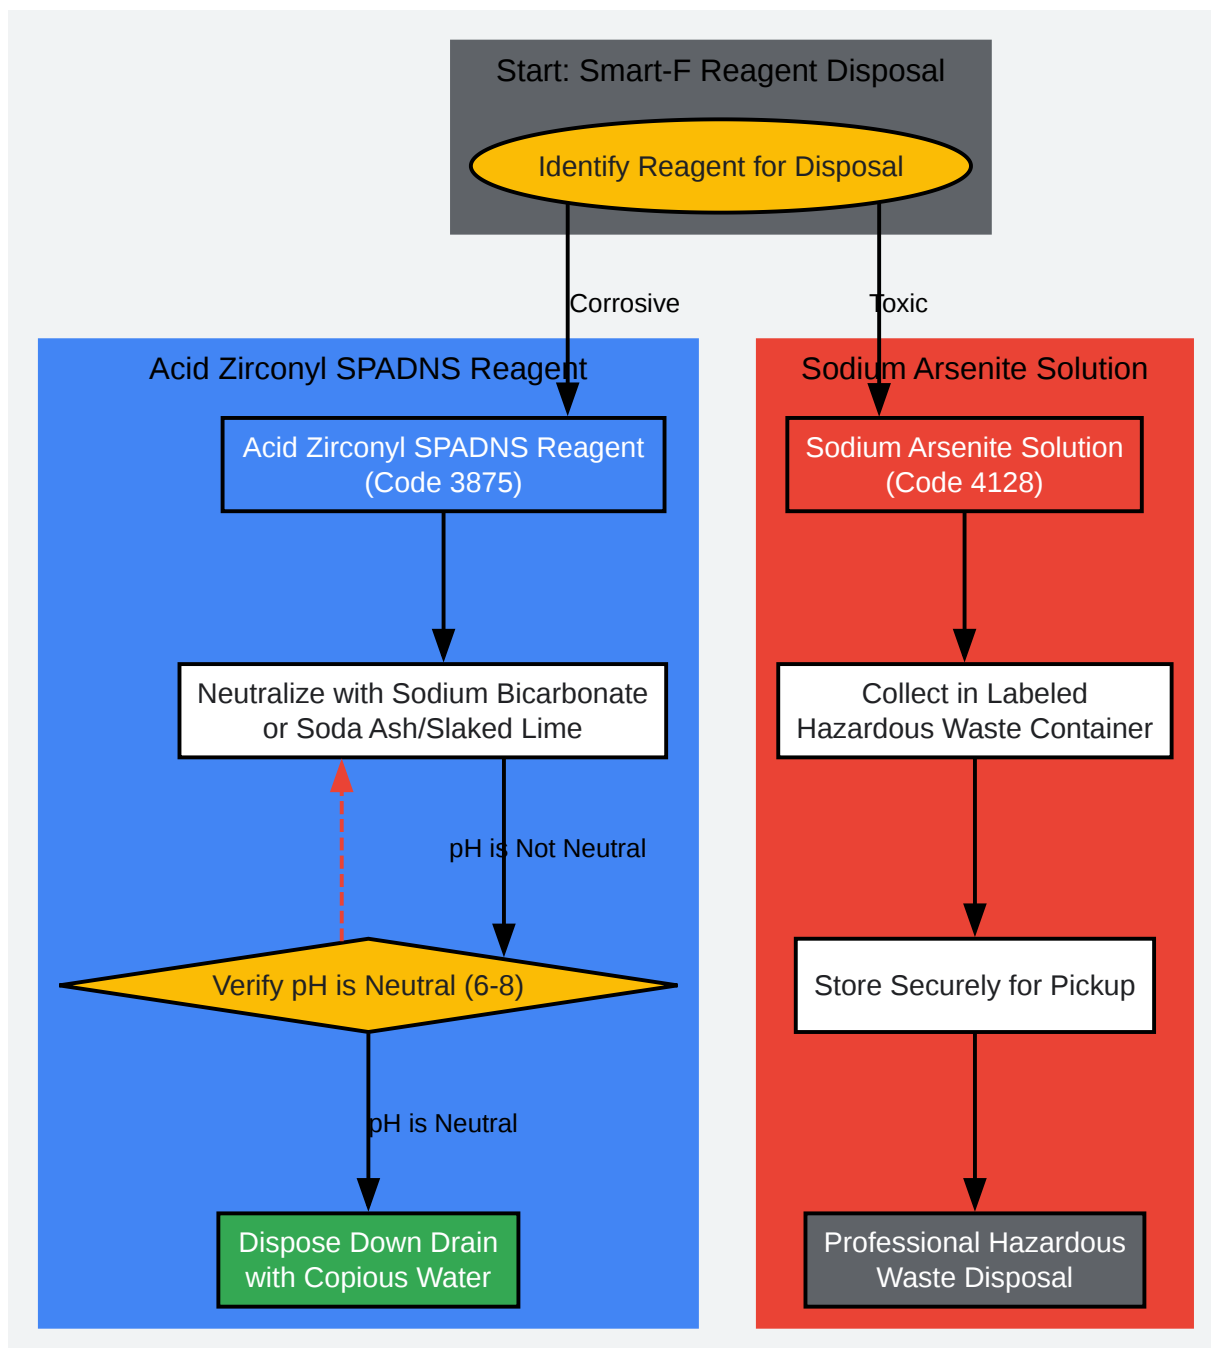 Start: Smart-F Reagent Disposal
Identify Reagent for Disposal
Corrosive
Toxic
Acid Zirconyl SPADNS Reagent
Acid Zirconyl SPADNS Reagent
(Code 3875)
Neutralize with Sodium Bicarbonate
or Soda Ash/Slaked Lime
pH is Not Neutral
Verify pH is Neutral (6-8)
pH is Neutral
Dispose Down Drain
with Copious Water
Sodium Arsenite Solution
Sodium Arsenite Solution
(Code 4128)
Collect in Labeled
Hazardous Waste Container
Store Securely for Pickup
Professional Hazardous
Waste Disposal